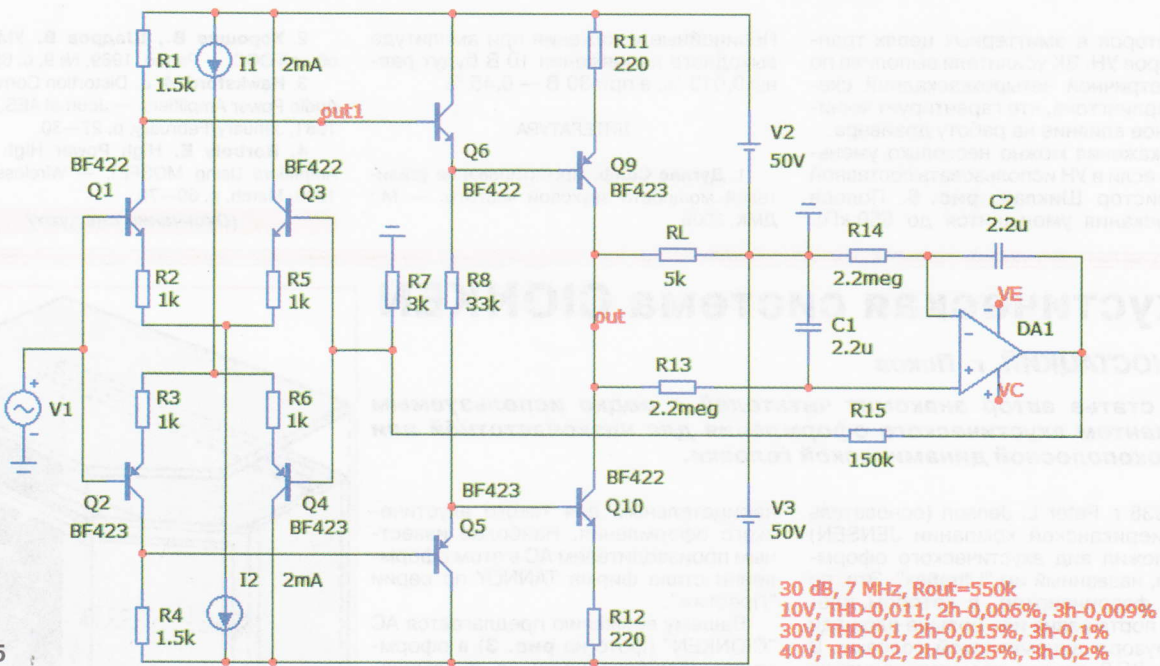 R1
1.5k
I1 2mA
out1
BF422
Q1
Q3
Q6
BF422
R11
220
Q9
BF423
V2
50V
R2
1k
R5
1k
R7
3k
R8
33k
RL
5k
out
R14
2.2meg
C2
2.2u
C1
2.2u
VE
DA1
VC
R13
2.2meg
R15
150k
V1
R3
1k
R6
1k
Q2
BF423
Q4
BF423
BF423
Q5
BF422
Q10
V3
50V
I2 2mA
R4
1.5k
R12
220
30 dB, 7 MHz, Rout=550k
10V, THD-0,011, 2h-0,006%, 3h-0,009%
30V, THD-0,1, 2h-0,015%, 3h-0,1%
40V, THD-0,2, 2h-0,025%, 3h-0,2%